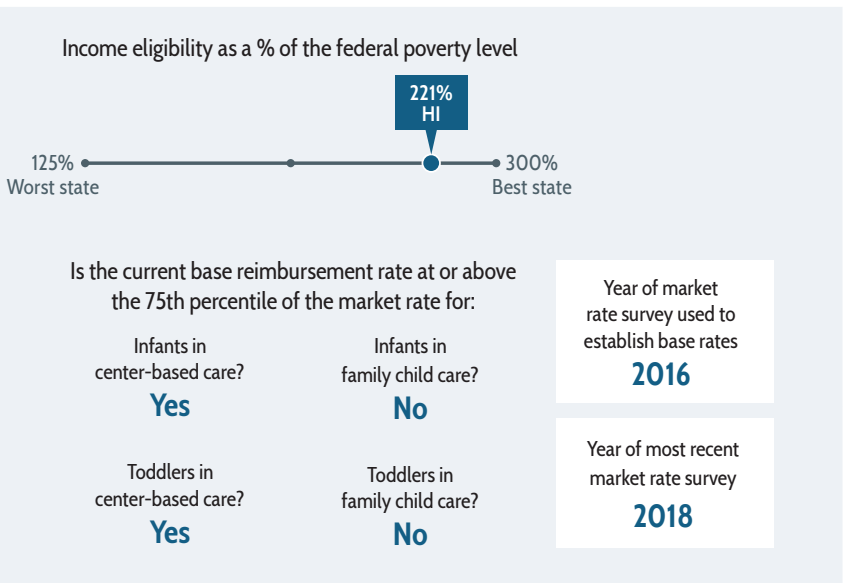 Income eligibility as a % of the federal poverty level
221%
HI
125%
Worst state
300%
Best state
Is the current base reimbursement rate at or above
the 75th percentile of the market rate for:
Infants in
center-based care?
Yes
Infants in
family child care?
No
Toddlers in
center-based care?
Yes
Toddlers in
family child care?
No
Year of market
rate survey used to
establish base rates
2016
Year of most recent
market rate survey
2018